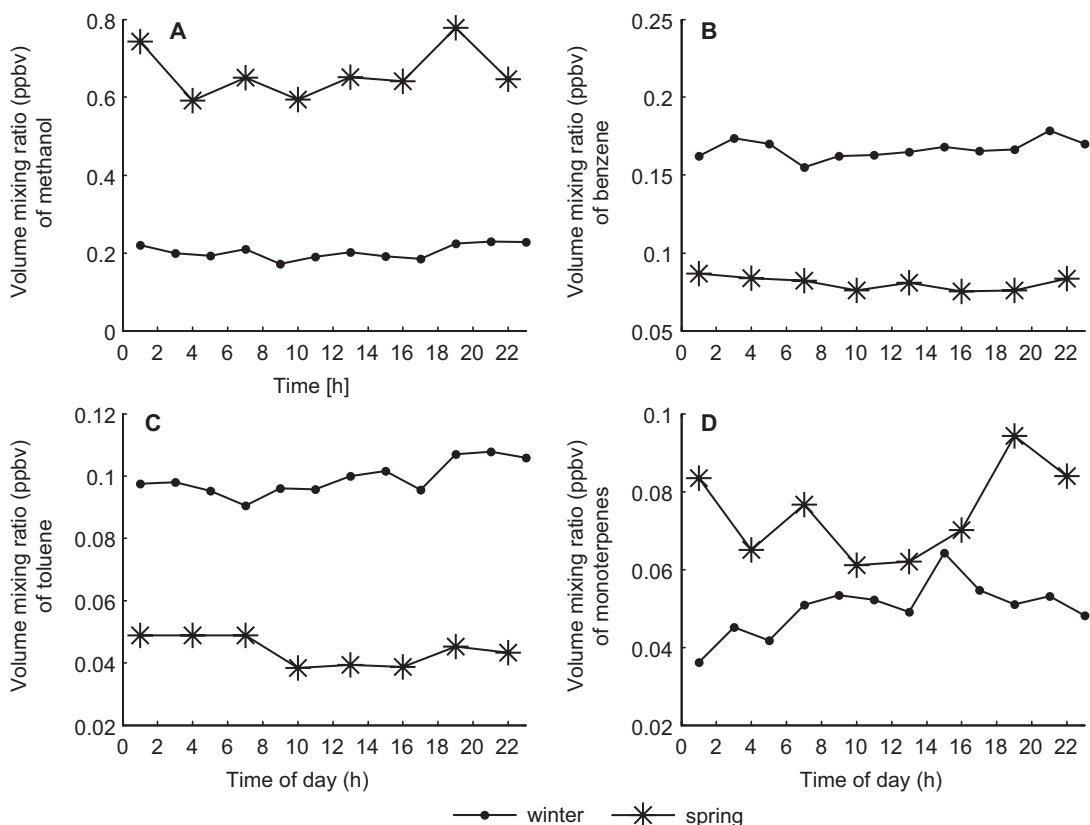 A
Volume mixing ratio (ppbv)
of methanol
0.8
0.6
0.4
0.2
0
0 2 4 6 8 10 12 14 16 18 20 22
Time [h]
B
Volume mixing ratio (ppbv)
of benzene
0.25
0.2
0.15
0.1
0.05
0 2 4 6 8 10 12 14 16 18 20 22
C
Volume mixing ratio (ppbv)
of toluene
0.12
0.1
0.08
0.06
0.04
0.02
0 2 4 6 8 10 12 14 16 18 20 22
Time of day (h)
D
Volume mixing ratio (ppbv)
of monoterpenes
0.1
0.08
0.06
0.04
0.02
0 2 4 6 8 10 12 14 16 18 20 22
Time of day (h)
winter spring